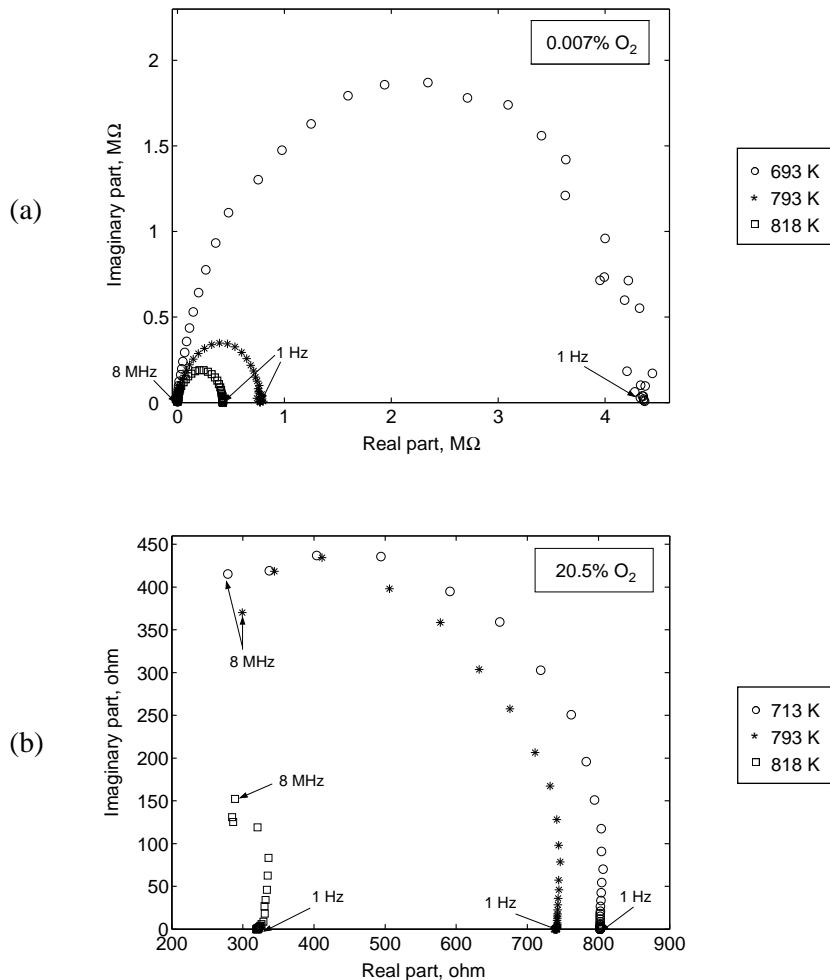 (a)
0.007% O2
Imaginary part, MΩ
2
1.5
1
0.5
0
8 MHz
1 Hz
1 Hz
0 1 2 3 4
Real part, MΩ
693 K
793 K
818 K
(b)
20.5% O2
Imaginary part, ohm
450
400
350
300
250
200
150
100
50
0
8 MHz
8 MHz
1 Hz
1 Hz
1 Hz
200 300 400 500 600 700 800 900
Real part, ohm
713 K
793 K
818 K